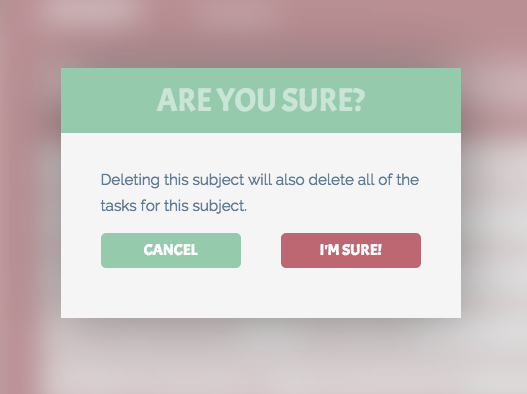 ARE YOU SURE?
Deleting this subject will also delete all of the
tasks for this subject.
CANCEL
I'M SURE!